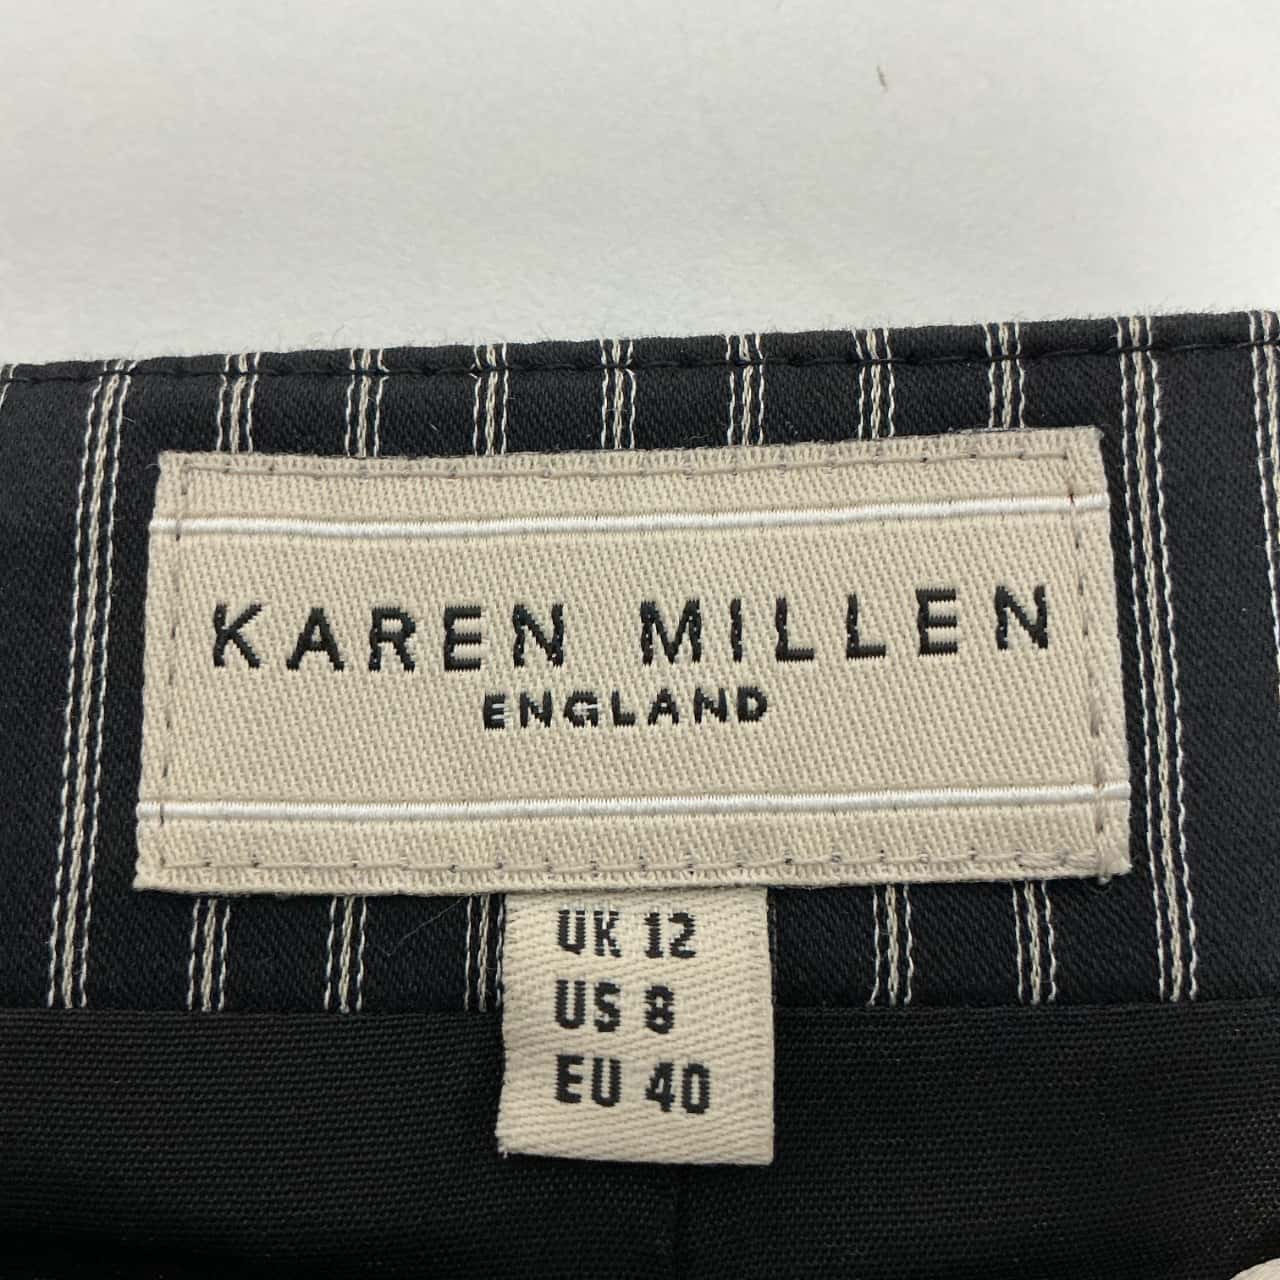 KAREN MILLEN
ENGLAND
UK 12
US 8
EU 40